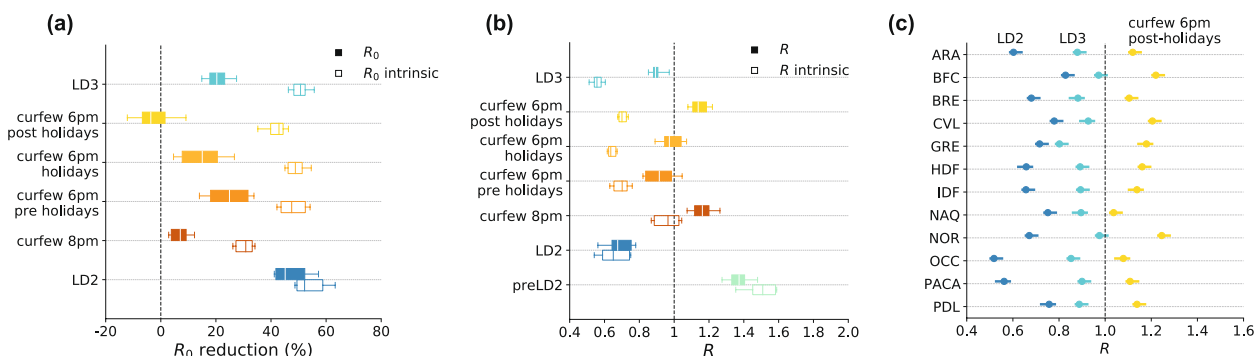 (a)
R0
R0 intrinsic
LD3
curfew 6pm
post holidays
curfew 6pm
holidays
curfew 6pm
pre holidays
curfew 8pm
LD2
-20 0 20 40 60 80
R0 reduction (%)
(b)
R
R intrinsic
LD3
curfew 6pm
post holidays
curfew 6pm
holidays
curfew 6pm
pre holidays
curfew 8pm
LD2
preLD2
0.4 0.6 0.8 1 1.2 1.4 1.6 1.8 2.0
R
(c)
LD2 LD3 curfew 6pm
post-holidays
ARA
BFC
BRE
CVL
GRE
HDF
IDF
NAQ
NOR
OCC
PACA
PDL
0.4 0.6 0.8 1.0 1.2 1.4 1.6
R